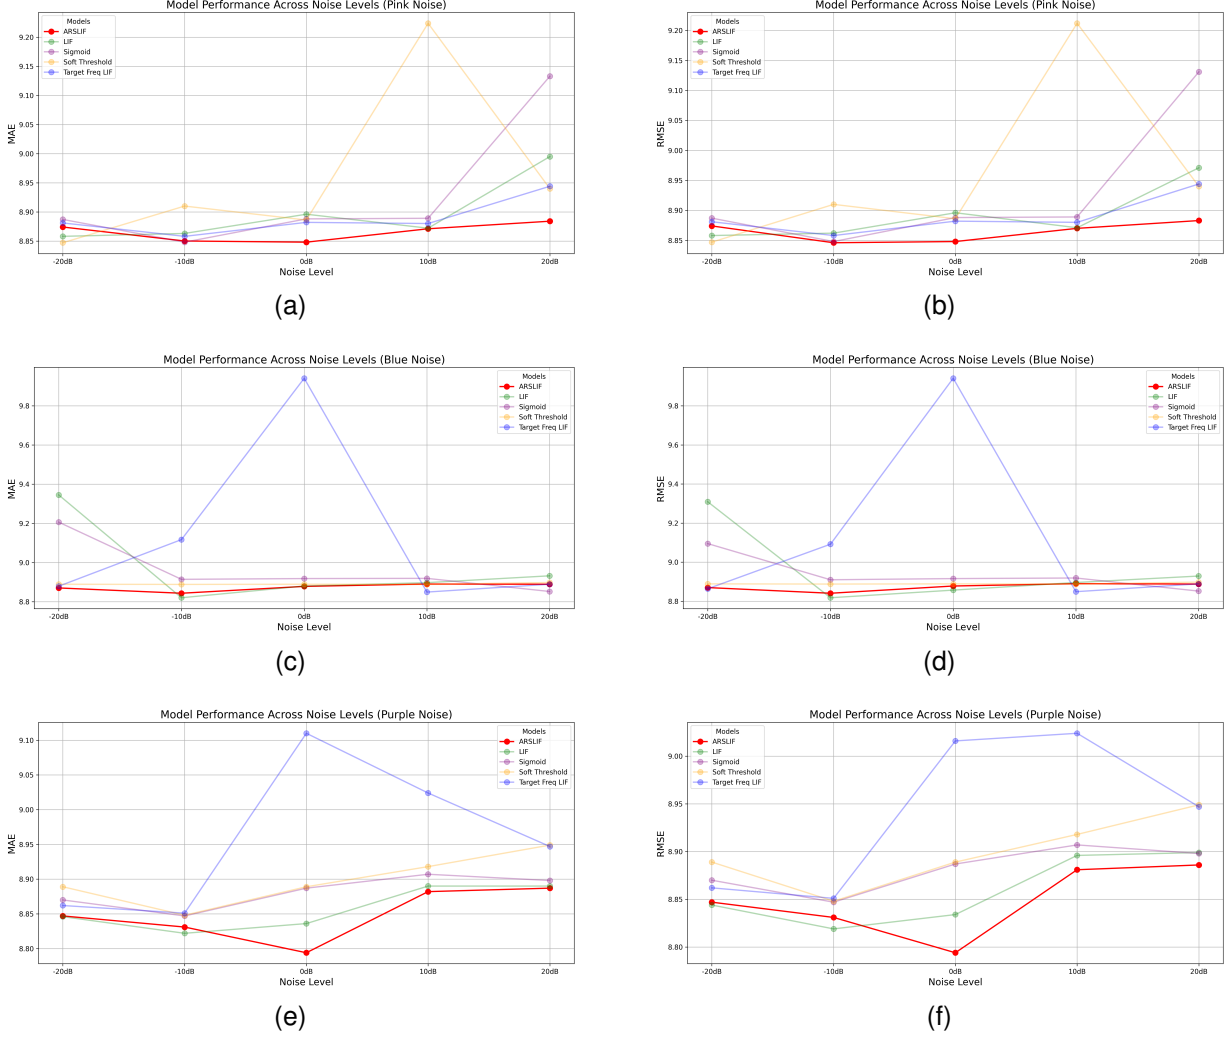 Model Performance Across Noise Levels (Pink Noise)
MAE
9.20
9.15
9.10
9.05
9.00
8.95
8.90
8.85
Models
ARSLIF
LIF
Sigmoid
Soft Threshold
Target Freq LIF
-20dB -10dB 0dB 10dB 20dB
Noise Level
(a)
Model Performance Across Noise Levels (Pink Noise)
RMSE
9.20
9.15
9.10
9.05
9.00
8.95
8.90
8.85
Models
ARSLIF
LIF
Sigmoid
Soft Threshold
Target Freq LIF
-20dB -10dB 0dB 10dB 20dB
Noise Level
(b)
Model Performance Across Noise Levels (Blue Noise)
MAE
9.8
9.6
9.4
9.2
9.0
8.8
Models
ARSLIF
LIF
Sigmoid
Soft Threshold
Target Freq LIF
-20dB -10dB 0dB 10dB 20dB
Noise Level
(c)
Model Performance Across Noise Levels (Blue Noise)
RMSE
9.8
9.6
9.4
9.2
9.0
8.8
Models
ARSLIF
LIF
Sigmoid
Soft Threshold
Target Freq LIF
-20dB -10dB 0dB 10dB 20dB
Noise Level
(d)
Model Performance Across Noise Levels (Purple Noise)
MAE
9.10
9.05
9.00
8.95
8.90
8.85
8.80
Models
ARSLIF
LIF
Sigmoid
Soft Threshold
Target Freq LIF
-20dB -10dB 0dB 10dB 20dB
Noise Level
(e)
Model Performance Across Noise Levels (Purple Noise)
RMSE
9.00
8.95
8.90
8.85
8.80
Models
ARSLIF
LIF
Sigmoid
Soft Threshold
Target Freq LIF
-20dB -10dB 0dB 10dB 20dB
Noise Level
(f)